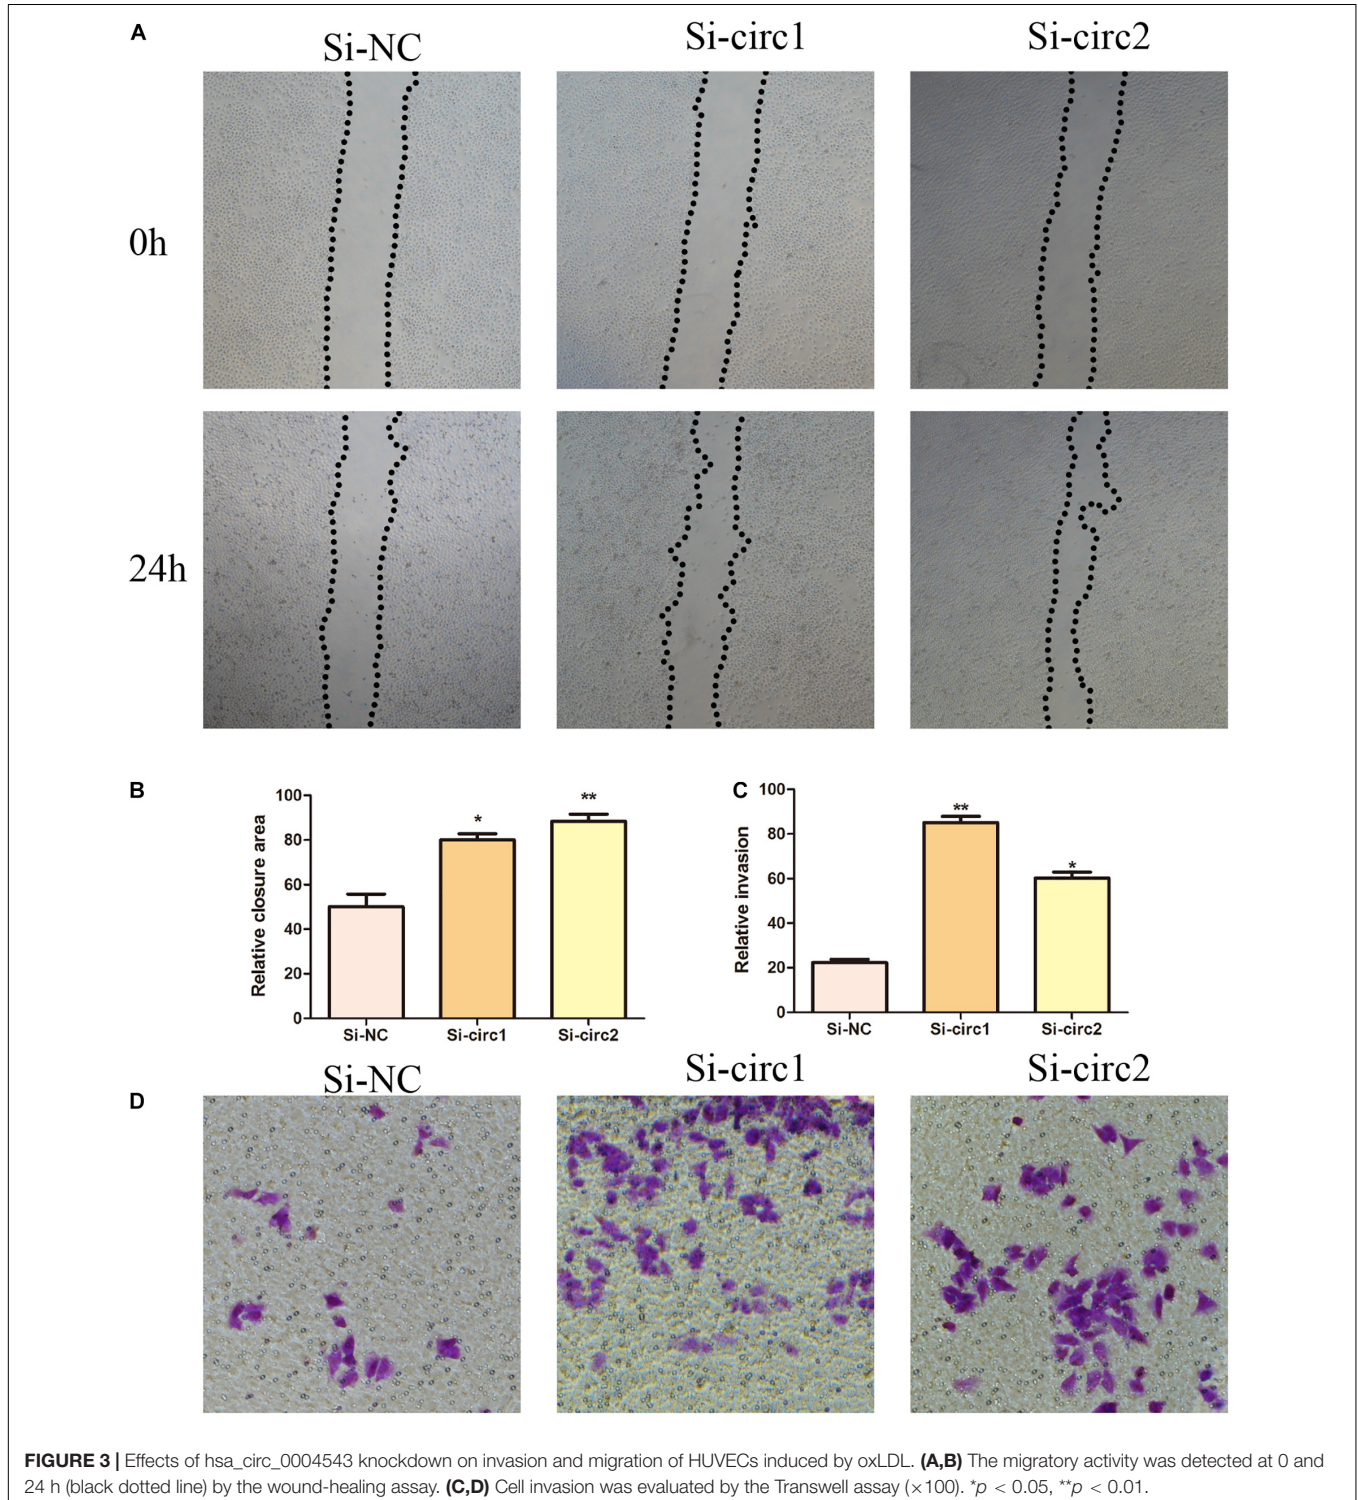 A
Si-NC Si-circ1 Si-circ2
0h
24h
B
Relative closure area
100
80
60
40
20
0
* **
Si-NC Si-circ1 Si-circ2
C
Relative invasion
100
80
60
40
20
0
** *
Si-NC Si-circ1 Si-circ2
D
Si-NC Si-circ1 Si-circ2
FIGURE 3 | Effects of hsa_circ_0004543 knockdown on invasion and migration of HUVECs induced by oxLDL. (A,B) The migratory activity was detected at 0 and
24 h (black dotted line) by the wound-healing assay. (C,D) Cell invasion was evaluated by the Transwell assay (×100). *p < 0.05, **p < 0.01.